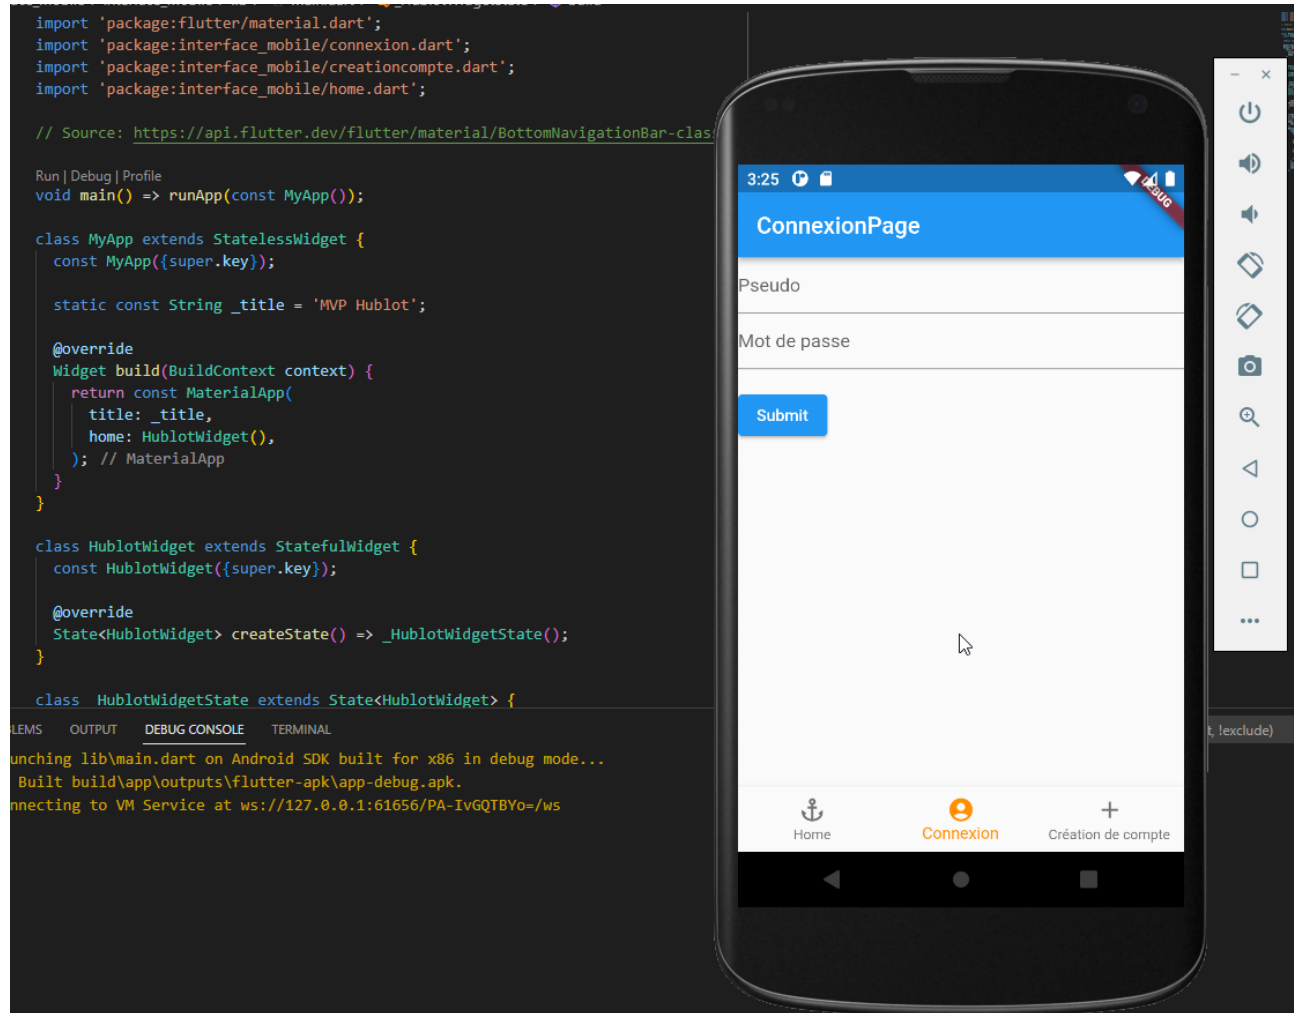 import 'package:flutter/material.dart';
import 'package:interface_mobile/connexion.dart';
import 'package:interface_mobile/creationcompte.dart';
import 'package:interface_mobile/home.dart';
// Source: https://api.flutter.dev/flutter/material/BottomNavigationBar-clas
Run | Debug | Profile
void main() => runApp(const MyApp());
class MyApp extends StatelessWidget {
const MyApp({super.key});
static const String _title = 'MVP Hublot';
@override
Widget build(BuildContext context) {
return const MaterialApp(
title: _title,
home: HublotWidget(),
); // MaterialApp
}
}
class HublotWidget extends StatefulWidget {
const HublotWidget({super.key});
@override
State<HublotWidget> createState() => _HublotWidgetState();
}
class _HublotWidgetState extends State<HublotWidget> {
LEMS OUTPUT DEBUG CONSOLE TERMINAL
t, !exclude)
unching lib\main.dart on Android SDK built for x86 in debug mode...
Built build\app\outputs\flutter-apk\app-debug.apk.
nnecting to VM Service at ws://127.0.0.1:61656/PA-IvGQTBYo=/ws
3:25
DEBUG
ConnexionPage
Pseudo
Mot de passe
Submit
Home
Connexion
Création de compte